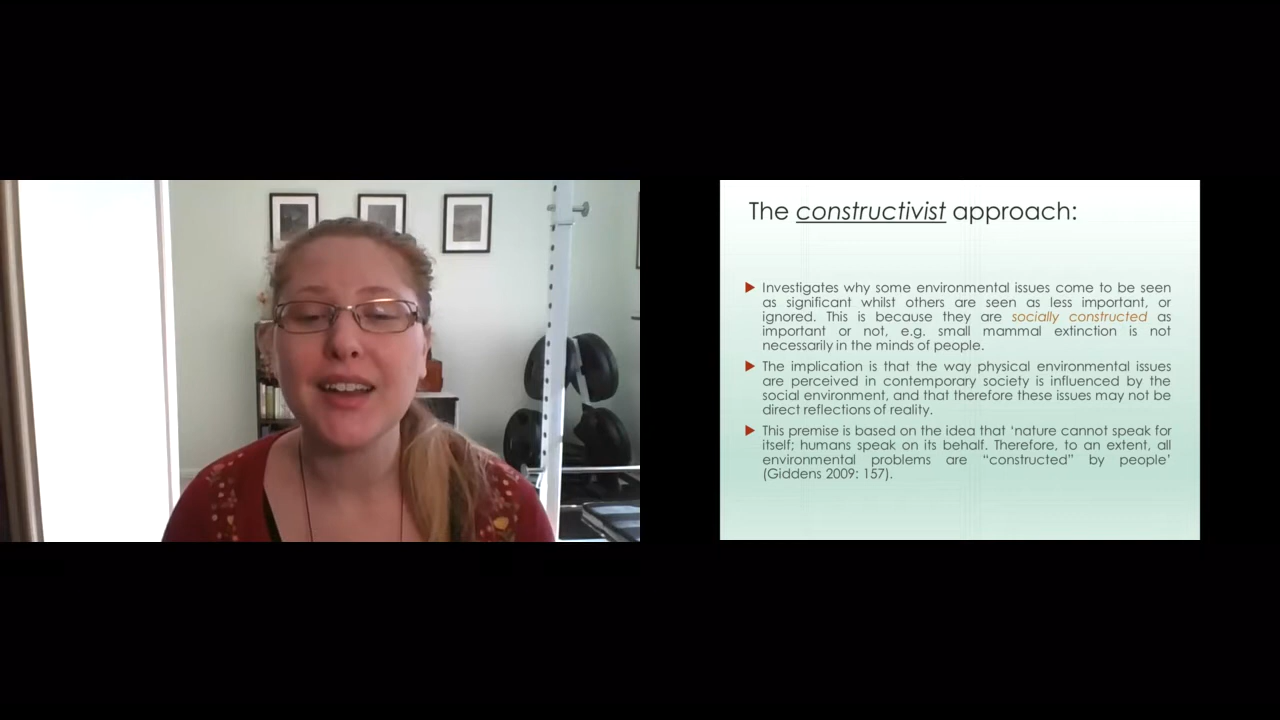 The constructivist approach:
Investigates why some environmental issues come to be seen
as significant whilst others are seen as less important, or
ignored. This is because they are socially constructed as
important or not, e.g. small mammal extinction is not
necessarily in the minds of people.
The implication is that the way physical environmental issues
are perceived in contemporary society is influenced by the
social environment, and that therefore these issues may not be
direct reflections of reality.
This premise is based on the idea that ‘nature cannot speak for
itself; humans speak on its behalf. Therefore, to an extent, all
environmental problems are “constructed” by people’
(Giddens 2009: 157).